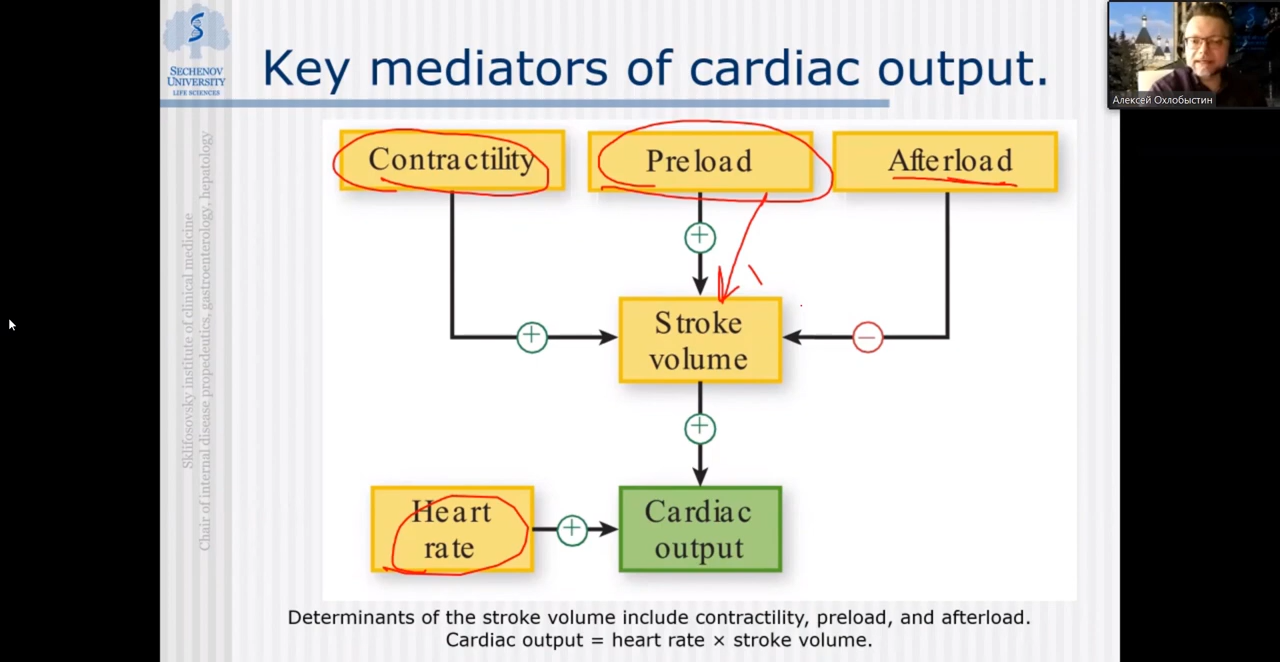 SECHENOV
UNIVERSITY
LIFE SCIENCES
Key mediators of cardiac output.
Алексей Охлобыстин
Sklifosovsky institute of clinical medicine
Chair of internal disease propedeutics, gastroenterology, hepatology
Contractility
Preload
Afterload
+
+
Stroke
volume
−
+
Heart
rate
+
Cardiac
output
Determinants of the stroke volume include contractility, preload, and afterload.
Cardiac output = heart rate × stroke volume.